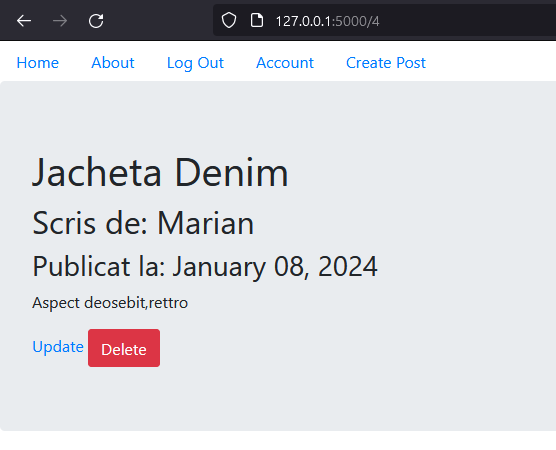 127.0.0.1:5000/4
Home About Log Out Account Create Post
Jacheta Denim
Scris de: Marian
Publicat la: January 08, 2024
Aspect deosebit,rettro
Update Delete